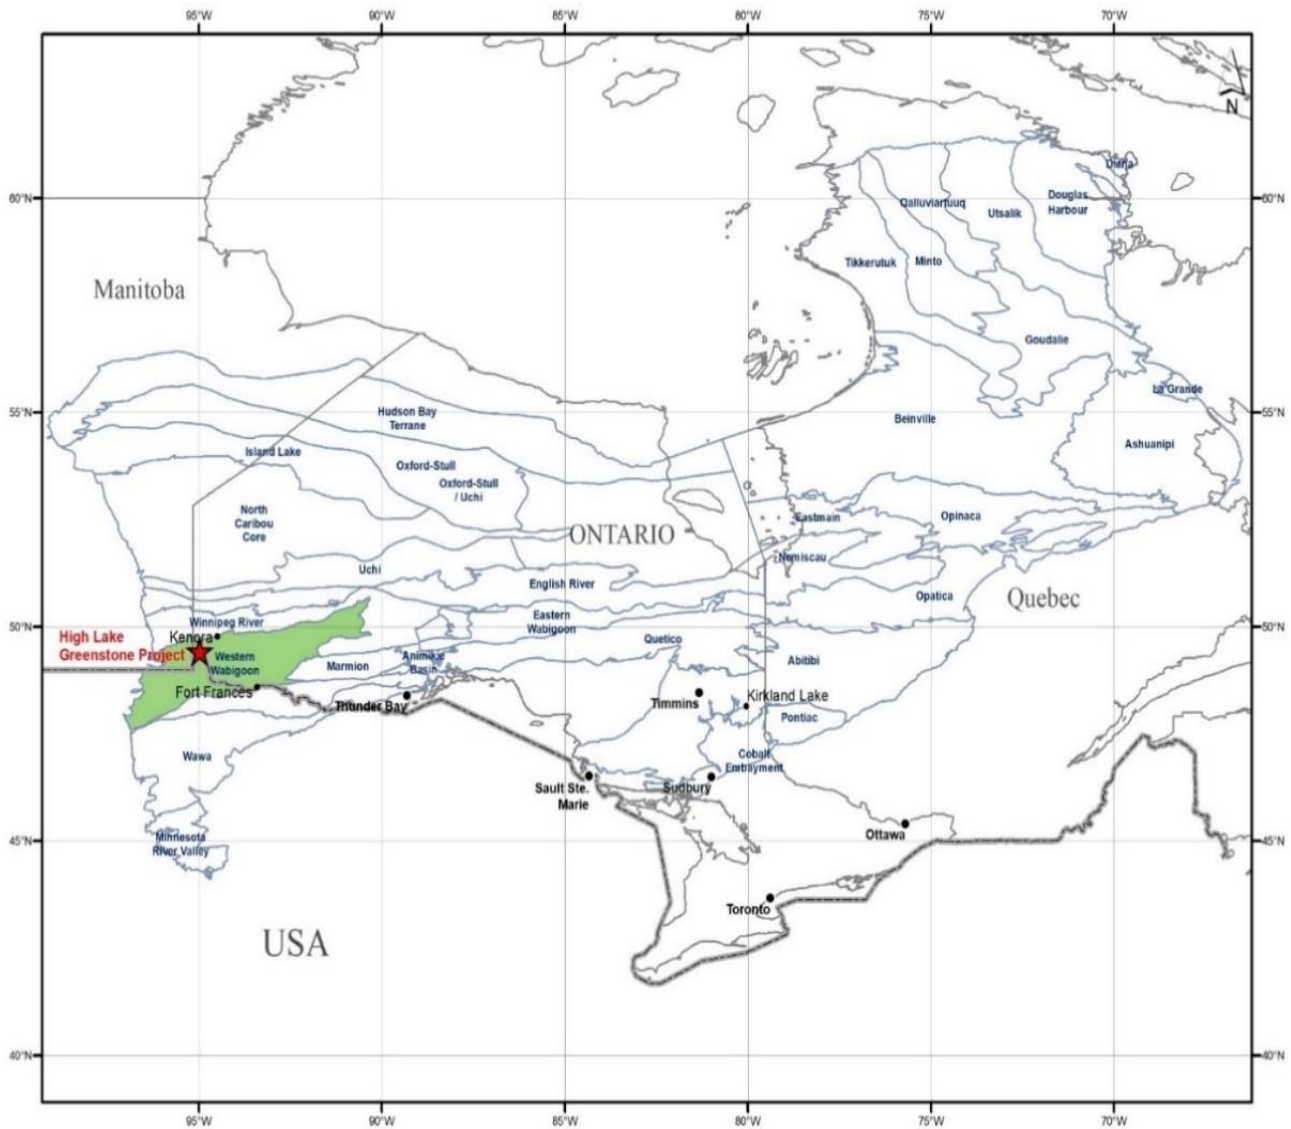 95°W 90°W 85°W 80°W 75°W 70°W
N
Diana
60°N 60°N
Douglas
Harbour
Qalluviartuuq
Utsalik
Tikkerutuk
Minto
Manitoba
Goudalie
La Grande
55°N 55°N
Hudson Bay
Terrane
Beinville
Ashuanipi
Island Lake
Oxford-Stull
Oxford-Stull
/ Uchi
North
Caribou
Core
Eastmain
Opinaca
ONTARIO
Nemiscau
Uchi
English River
Opatica
Quebec
Eastern
Wabigoon
Winnipeg River
50°N 50°N
Kenora
High Lake
Greenstone Project
Western
Wabigoon
Marmion
Animikie
Basin
Quetico
Abitibi
Fort Frances
Thunder Bay
Timmins
Kirkland Lake
Pontiac
Wawa
Cobalt
Embayment
Sault Ste.
Marie
Sudbury
Minnesota
River Valley
45°N 45°N
Ottawa
Toronto
USA
40°N 40°N
95°W 90°W 85°W 80°W 75°W 70°W